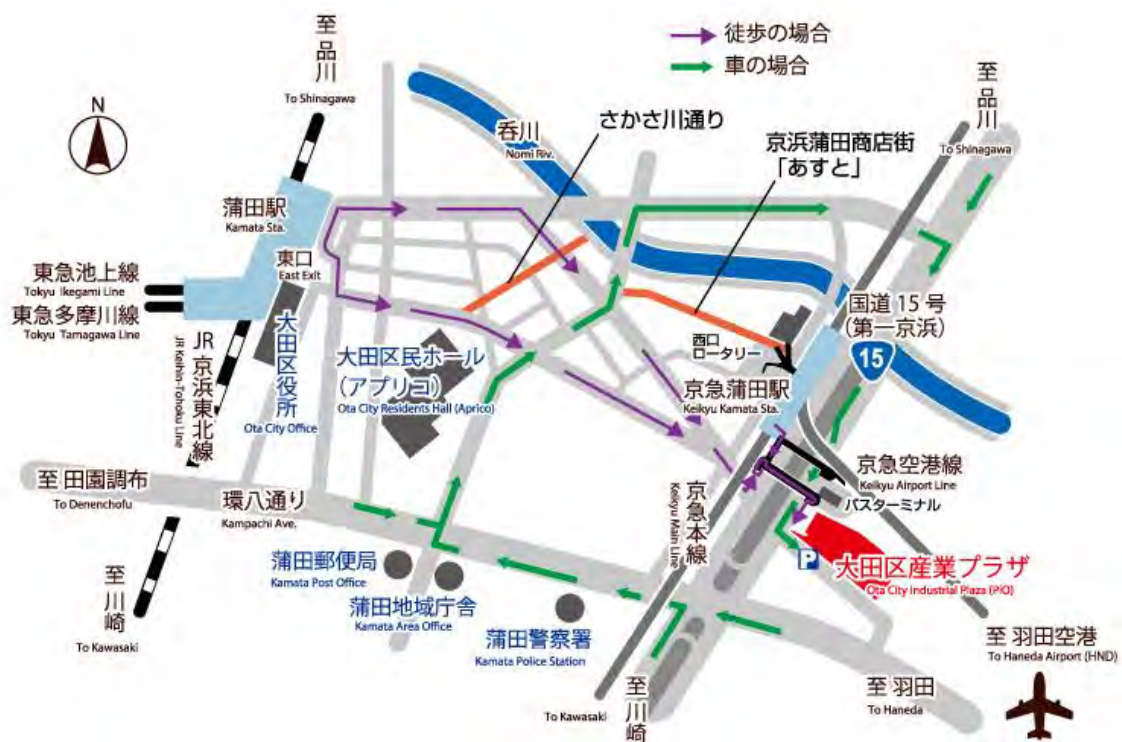 N
至品川
To Shinagawa
徒歩の場合
車の場合
至品川
To Shinagawa
呑川
Nomi Riv.
さかさ川通り
京浜蒲田商店街
「あすと」
蒲田駅
Kamata Sta.
東口
East Exit
東急池上線
Tokyu Ikegami Line
東急多摩川線
Tokyu Tamagawa Line
JR京浜東北線
JR Keihin-Tohoku Line
大田区役所
Ota City Office
大田区民ホール
（アプリコ）
Ota City Residents Hall (Aprico)
西口
ロータリー
京急蒲田駅
Keikyu Kamata Sta.
国道15号
（第一京浜）
15
京急空港線
Keikyu Airport Line
バスターミナル
至 田園調布
To Denenchofu
環八通り
Kampachi Ave.
京急本線
Keikyu Main Line
P
大田区産業プラザ
Ota City Industrial Plaza (PiO)
蒲田郵便局
Kamata Post Office
蒲田地域庁舎
Kamata Area Office
蒲田警察署
Kamata Police Station
至川崎
To Kawasaki
至川崎
To Kawasaki
至 羽田
To Haneda
至 羽田空港
To Haneda Airport (HND)